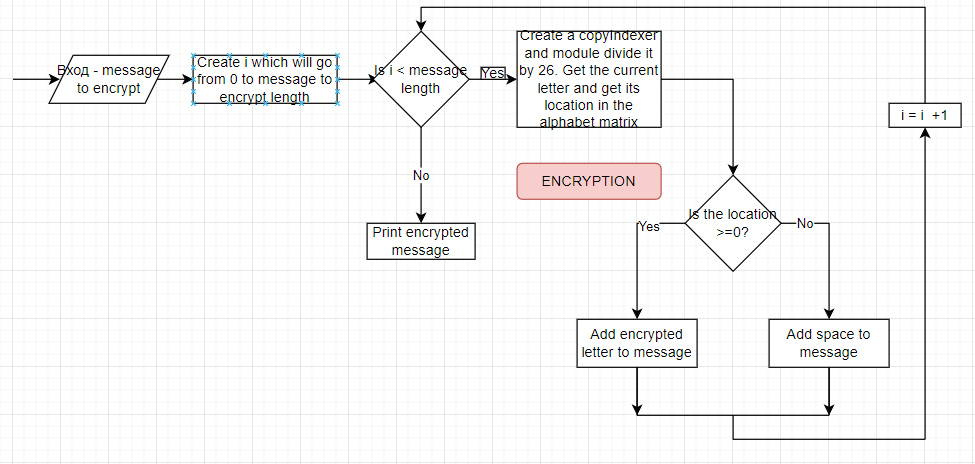 Вход - message
to encrypt
Create i which will go
from 0 to message to
encrypt length
Is i < message
length
Yes
Create a copyIndexer
and module divide it
by 26. Get the current
letter and get its
location in the
alphabet matrix
i = i +1
No
ENCRYPTION
Print encrypted
message
Is the location
>=0?
Yes
No
Add encrypted
letter to message
Add space to
message